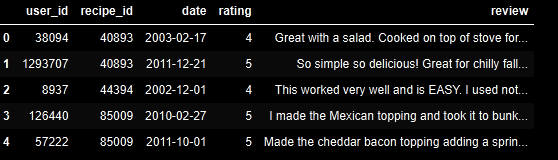 user_id recipe_id date rating review
0 38094 40893 2003-02-17 4 Great with a salad. Cooked on top of stove for...
1 1293707 40893 2011-12-21 5 So simple so delicious! Great for chilly fall...
2 8937 44394 2002-12-01 4 This worked very well and is EASY. I used not...
3 126440 85009 2010-02-27 5 I made the Mexican topping and took it to bunk...
4 57222 85009 2011-10-01 5 Made the cheddar bacon topping adding a sprin...